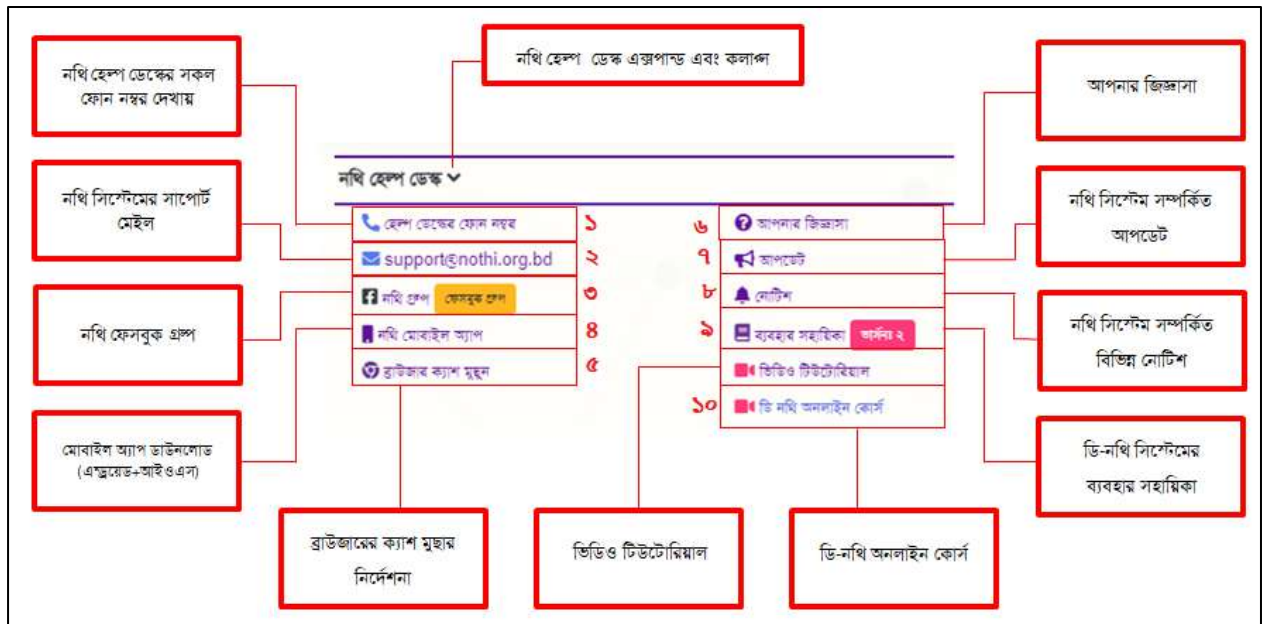 নথি হেল্প ডেস্ক এক্সপান্ড এবং কলাপ্স
নথি হেল্প ডেস্কের সকল
ফোন নম্বর দেখায়
আপনার জিজ্ঞাসা
নথি হেল্প ডেস্ক
নথি সিস্টেমের সাপোর্ট
মেইল
নথি সিস্টেম সম্পর্কিত
আপডেট
হেল্প ডেস্কের ফোন নম্বর ১
৬ আপনার জিজ্ঞাসা
support@nothi.org.bd ২
৭ আপডেট
নথি গ্রুপ ফেসবুক গ্রুপ ৩
৮ নোটিশ
নথি মোবাইল অ্যাপ ৪
৯ ব্যবহার সহায়িকা ভার্সনঃ ২
ব্রাউজার ক্যাশ মুছুন ৫
ভিডিও টিউটোরিয়াল
১০ ডি নথি অনলাইন কোর্স
নথি ফেসবুক গ্রুপ
নথি সিস্টেম সম্পর্কিত
বিভিন্ন নোটিশ
মোবাইল অ্যাপ ডাউনলোড
(এন্ড্রয়েড+আইওএস)
ডি-নথি সিস্টেমের
ব্যবহার সহায়িকা
ব্রাউজারের ক্যাশ মুছার
নির্দেশনা
ভিডিও টিউটোরিয়াল
ডি-নথি অনলাইন কোর্স